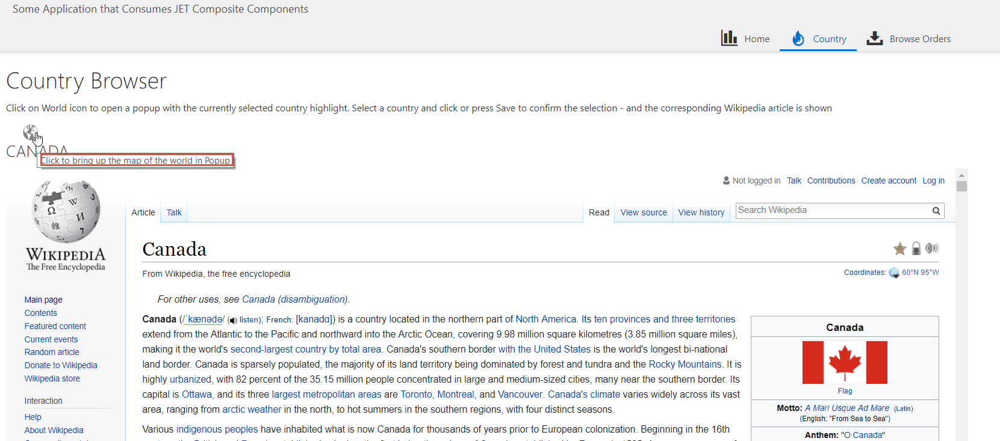 Some Application that Consumes JET Composite Components
Home
Country
Browse Orders
Country Browser
Click on World icon to open a popup with the currently selected country highlight. Select a country and click or press Save to confirm the selection - and the corresponding Wikipedia article is shown
CANADA
Click to bring up the map of the world in Popup
Not logged in Talk Contributions Create account Log in
Article Talk Read View source View history Search Wikipedia
WIKIPEDIA
The Free Encyclopedia
Main page
Contents
Featured content
Current events
Random article
Donate to Wikipedia
Wikipedia store
Interaction
Help
About Wikipedia
Canada
From Wikipedia, the free encyclopedia
Coordinates: 60°N 95°W
For other uses, see Canada (disambiguation).
Canada (/ˈkænədə/ (listen); French: [kanadɑ]) is a country located in the northern part of North America. Its ten provinces and three territories
extend from the Atlantic to the Pacific and northward into the Arctic Ocean, covering 9.98 million square kilometres (3.85 million square miles),
making it the world's second-largest country by total area. Canada's southern border with the United States is the world's longest bi-national
land border. Canada is sparsely populated, the majority of its land territory being dominated by forest and tundra and the Rocky Mountains. It is
highly urbanized, with 82 percent of the 35.15 million people concentrated in large and medium-sized cities, many near the southern border. Its
capital is Ottawa, and its three largest metropolitan areas are Toronto, Montreal, and Vancouver. Canada's climate varies widely across its vast
area, ranging from arctic weather in the north, to hot summers in the southern regions, with four distinct seasons.
Various indigenous peoples have inhabited what is now Canada for thousands of years prior to European colonization. Beginning in the 16th
Canada
Flag
Motto: A Mari Usque Ad Mare (Latin)
(English: "From Sea to Sea")
Anthem: "O Canada"